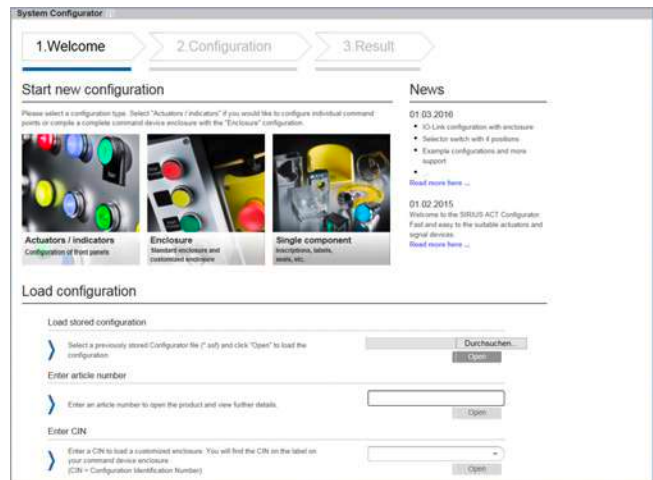 System Configurator
1.Welcome
2.Configuration
3.Result
Start new configuration
Please select a configuration type. Select "Actuators / indicators" if you would like to configure individual command
points or compile a complete command device enclosure with the "Enclosure" configuration.
Actuators / indicators
Configuration of front panels
Enclosure
Standard enclosure and
customized enclosure
Single component
Inscriptions, labels,
seals, etc.
News
01.03.2016
IO-Link configuration with enclosure
Selector switch with 4 positions
Example configurations and more
support
Read more here ...
01.02.2015
Welcome to the SIRIUS ACT Configurator.
Fast and easy to the suitable actuators and
signal devices.
Read more here ...
Load configuration
Load stored configuration
Select a previously stored Configurator file (*.ssf) and click "Open" to load the
configuration.
Durchsuchen...
Open
Enter article number
Enter an article number to open the product and view further details.
Open
Enter CIN
Enter a CIN to load a customized enclosure. You will find the CIN on the label on
your command device enclosure.
(CIN = Configuration Identification Number)
Open